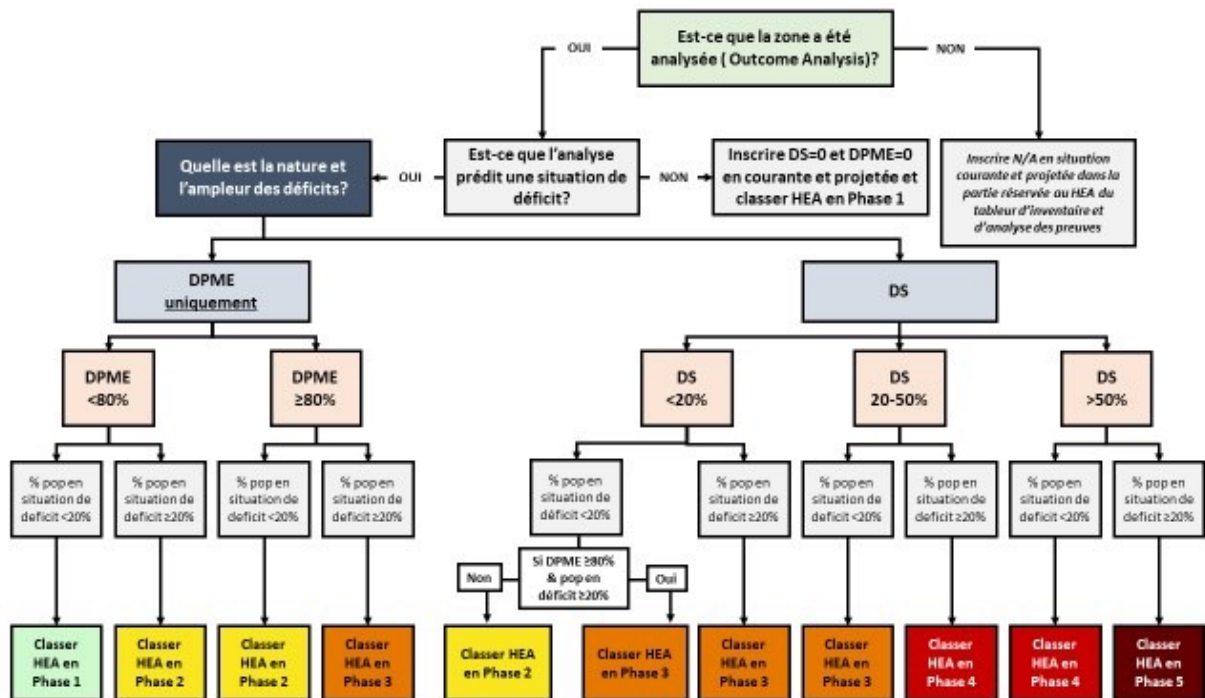 Est-ce que la zone a été
analysée ( Outcome Analysis)?
OUI
NON
Quelle est la nature et
l'ampleur des déficits?
OUI
Est-ce que l'analyse
prédit une situation de
déficit?
NON
Inscrire DS=0 et DPME=0
en courante et projetée et
classer HEA en Phase 1
Inscrire N/A en situation
courante et projetée dans la
partie réservée au HEA du
tableur d'inventaire et
d'analyse des preuves
DPME
uniquement
DS
DPME
<80%
DPME
≥80%
DS
<20%
DS
20-50%
DS
>50%
% pop en
situation de
deficit <20%
% pop en
situation de
deficit ≥20%
% pop en
situation de
deficit <20%
% pop en
situation de
deficit ≥20%
% pop en
situation de
déficit <20%
% pop en
situation de
deficit ≥20%
% pop en
situation de
deficit <20%
% pop en
situation de
deficit ≥20%
% pop en
situation de
deficit <20%
% pop en
situation de
deficit ≥20%
Non
Si DPME ≥80%
& pop en
déficit ≥20%
Oui
Classer
HEA en
Phase 1
Classer
HEA en
Phase 2
Classer
HEA en
Phase 2
Classer
HEA en
Phase 3
Classer HEA
en Phase 2
Classer HEA
en Phase 3
Classer
HEA en
Phase 3
Classer
HEA en
Phase 3
Classer
HEA en
Phase 4
Classer
HEA en
Phase 4
Classer
HEA en
Phase 5